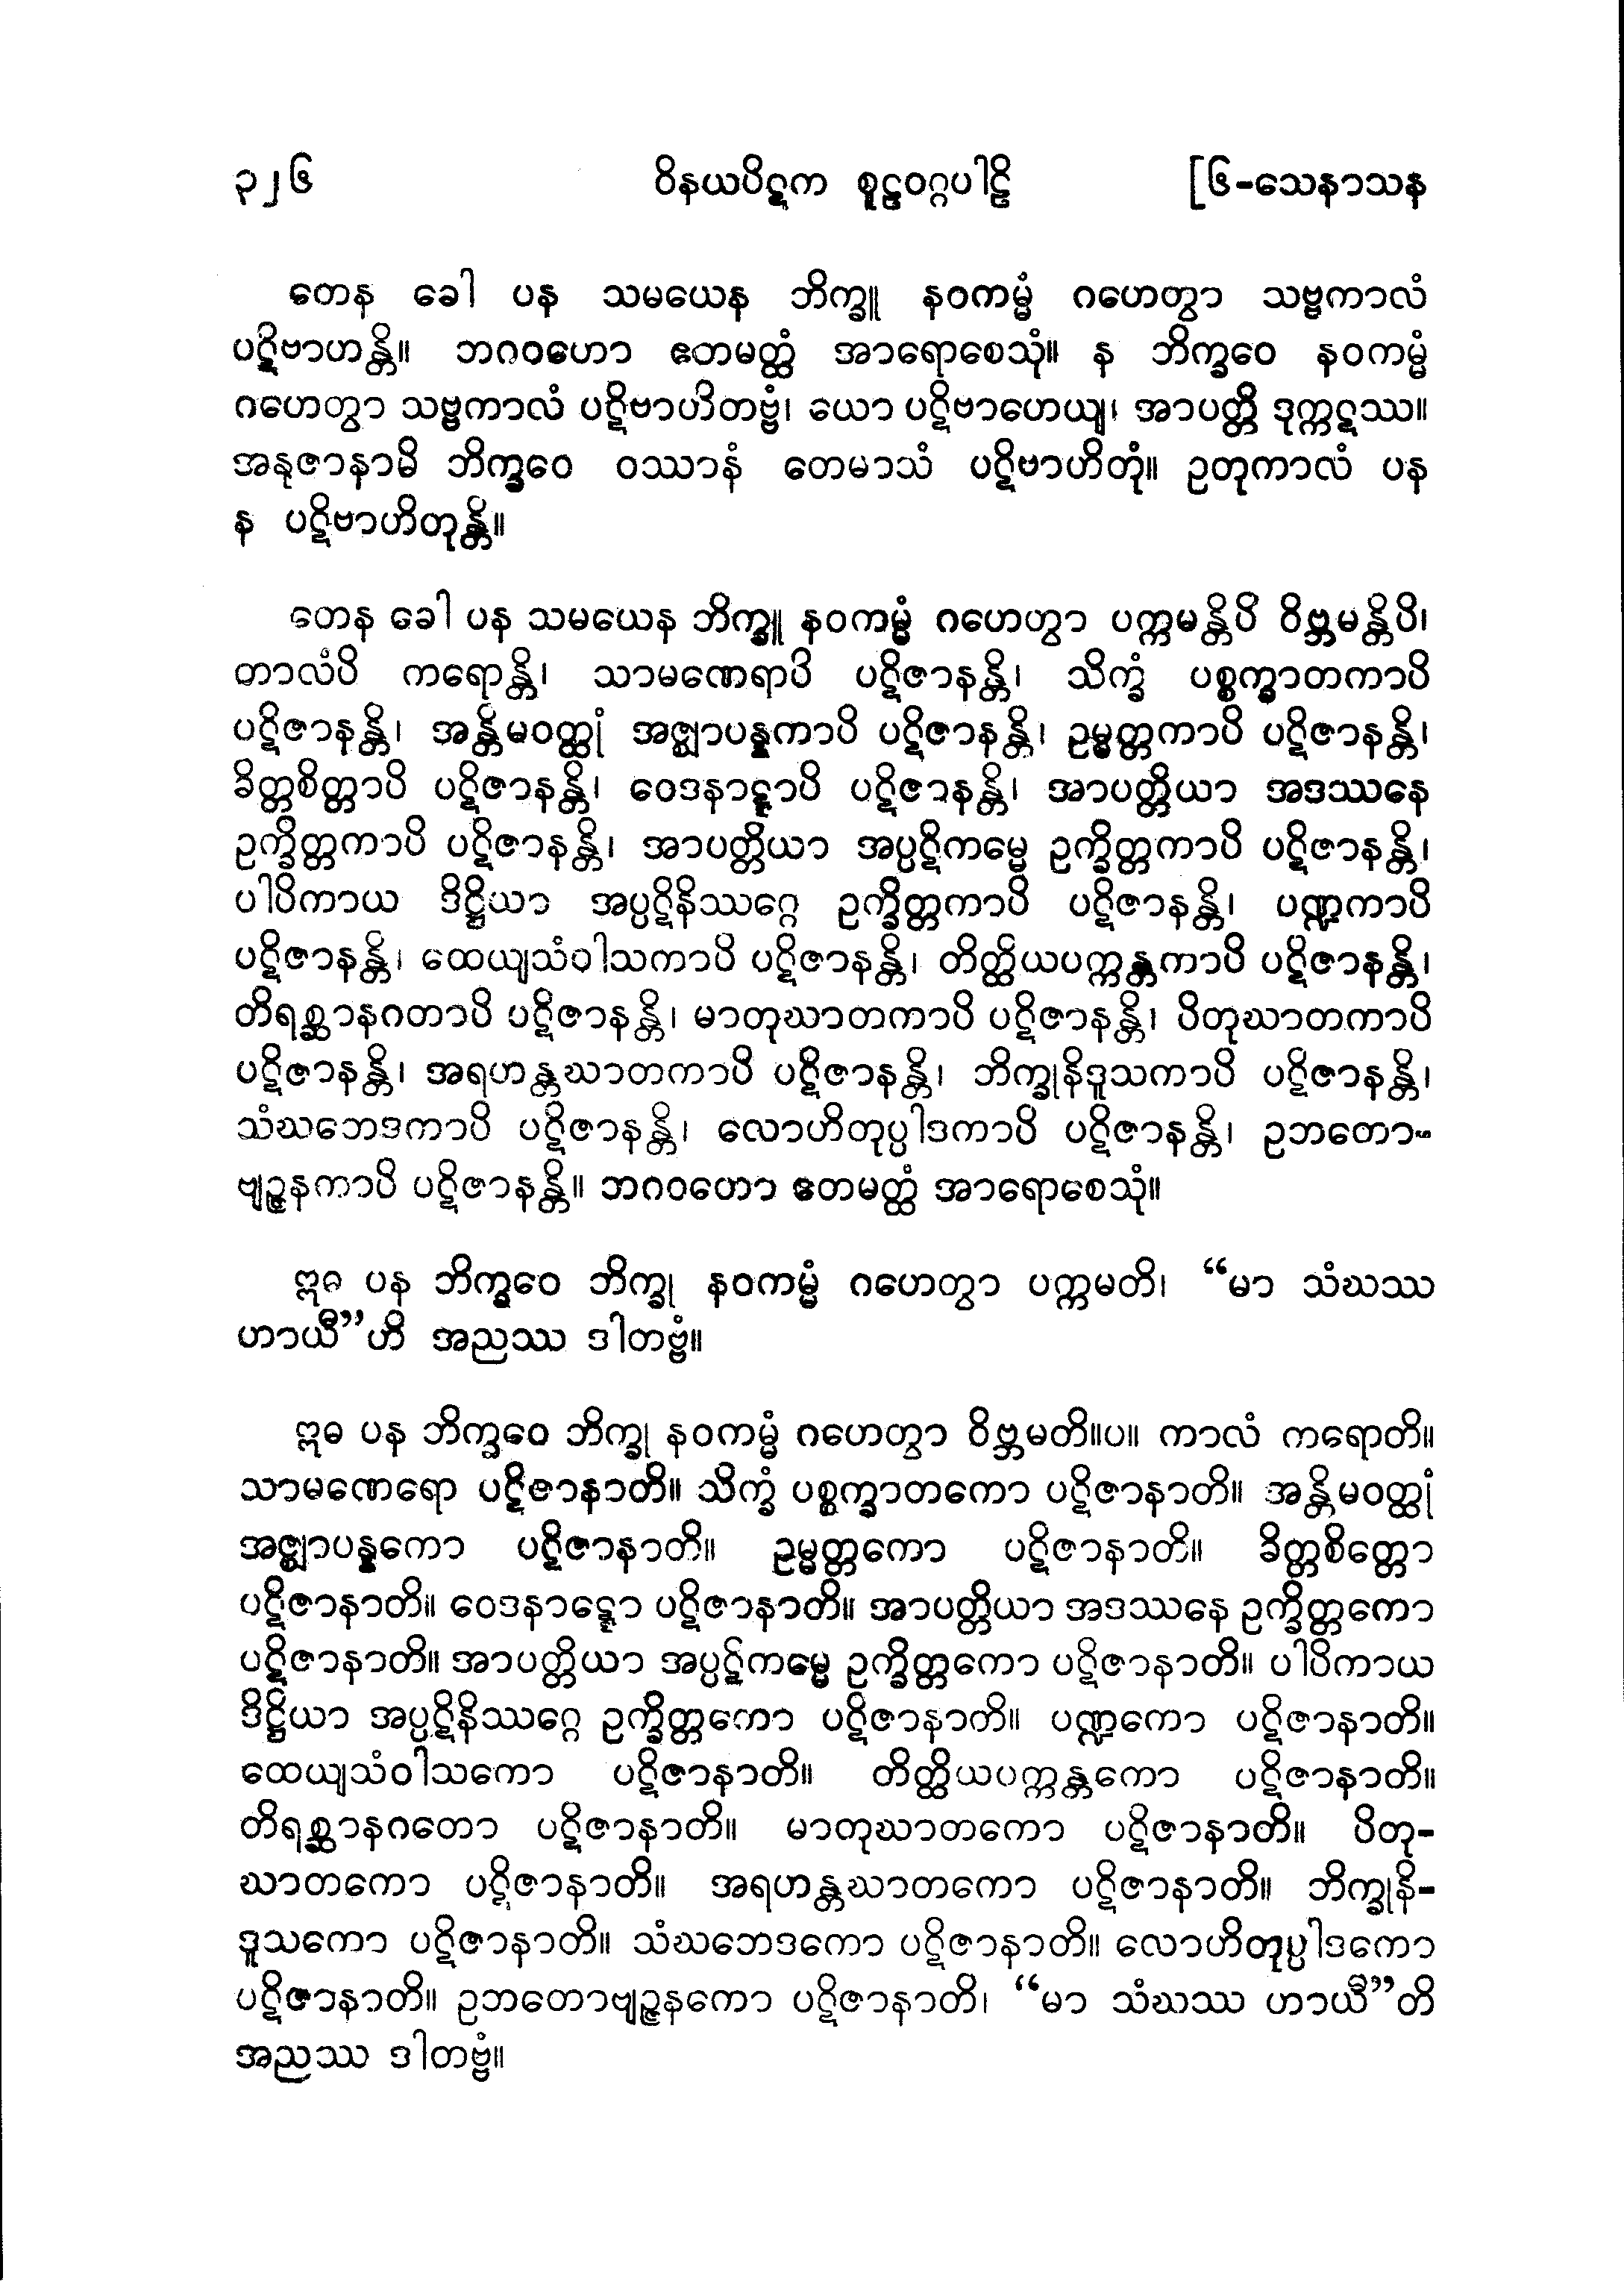 ၃၂၆ ဝိနယပိဋက စူဠဝဂ္ဂပါဠိ [၆-သေနာသန
တေန ခေါ ပန သမယေန ဘိက္ခူ နဝကမ္မံ ဂဟေတွာ သဗ္ဗကာလံ
ပဋိဗာဟန္တိ။ ဘဂဝတော ဧတမတ္ထံ အာရောစေသုံ။ န ဘိက္ခဝေ နဝကမ္မံ
ဂဟေတွာ သဗ္ဗကာလံ ပဋိဗာဟိတဗ္ဗံ၊ ယော ပဋိဗာဟေယျ၊ အာပတ္တိ ဒုက္ကဋဿ။
အနုဇာနာမိ ဘိက္ခဝေ ဝဿာနံ တေမာသံ ပဋိဗာဟိတုံ။ ဥတုကာလံ ပန
န ပဋိဗာဟိတုန္တိ။
တေန ခေါ ပန သမယေန ဘိက္ခူ နဝကမ္မံ ဂဟေတွာ ပက္ကမန္တိပိ ဝိဗ္ဘမန္တိပိ၊
ကာလံပိ ကရောန္တိ၊ သာမဏေရာပိ ပဋိဇာနန္တိ၊ သိက္ခံ ပစ္စက္ခာတကာပိ
ပဋိဇာနန္တိ၊ အန္တိမဝတ္ထုံ အဇ္ဈာပန္နကာပိ ပဋိဇာနန္တိ၊ ဥမ္မတ္တကာပိ ပဋိဇာနန္တိ၊
ခိတ္တစိတ္တာပိ ပဋိဇာနန္တိ၊ ဝေဒနာဋ္ဋာပိ ပဋိဇာနန္တိ၊ အာပတ္တိယာ အဒဿနေ
ဥက္ခိတ္တကာပိ ပဋိဇာနန္တိ၊ အာပတ္တိယာ အပ္ပဋိကမ္မေ ဥက္ခိတ္တကာပိ ပဋိဇာနန္တိ၊
ပါပိကာယ ဒိဋ္ဌိယာ အပ္ပဋိနိဿဂ္ဂေ ဥက္ခိတ္တကာပိ ပဋိဇာနန္တိ၊ ပဏ္ဍကာပိ
ပဋိဇာနန္တိ၊ ထေယျသံဝါသကာပိ ပဋိဇာနန္တိ၊ တိတ္ထိယပက္ကန္တကာပိ ပဋိဇာနန္တိ၊
တိရစ္ဆာနဂတာပိ ပဋိဇာနန္တိ၊ မာတုဃာတကာပိ ပဋိဇာနန္တိ၊ ပိတုဃာတကာပိ
ပဋိဇာနန္တိ၊ အရဟန္တဃာတကာပိ ပဋိဇာနန္တိ၊ ဘိက္ခုနိဒူသကာပိ ပဋိဇာနန္တိ၊
သံဃဘေဒကာပိ ပဋိဇာနန္တိ၊ လောဟိတုပ္ပါဒကာပိ ပဋိဇာနန္တိ၊ ဥဘတော-
ဗျဉ္ဇနကာပိ ပဋိဇာနန္တိ။ ဘဂဝတော ဧတမတ္ထံ အာရောစေသုံ။
ဣဓ ပန ဘိက္ခဝေ ဘိက္ခု နဝကမ္မံ ဂဟေတွာ ပက္ကမတိ၊ “မာ သံဃဿ
ဟာယီ”တိ အညဿ ဒါတဗ္ဗံ။
ဣဓ ပန ဘိက္ခဝေ ဘိက္ခု နဝကမ္မံ ဂဟေတွာ ဝိဗ္ဘမတိ။ပ။ ကာလံ ကရောတိ။
သာမဏေရော ပဋိဇာနာတိ။ သိက္ခံ ပစ္စက္ခာတကော ပဋိဇာနာတိ။ အန္တိမဝတ္ထုံ
အဇ္ဈာပန္နကော ပဋိဇာနာတိ။ ဥမ္မတ္တကော ပဋိဇာနာတိ။ ခိတ္တစိတ္တော
ပဋိဇာနာတိ။ ဝေဒနာဋ္ဋော ပဋိဇာနာတိ။ အာပတ္တိယာ အဒဿနေ ဥက္ခိတ္တကော
ပဋိဇာနာတိ။ အာပတ္တိယာ အပ္ပဋိကမ္မေ ဥက္ခိတ္တကော ပဋိဇာနာတိ။ ပါပိကာယ
ဒိဋ္ဌိယာ အပ္ပဋိနိဿဂ္ဂေ ဥက္ခိတ္တကော ပဋိဇာနာတိ။ ပဏ္ဍကော ပဋိဇာနာတိ။
ထေယျသံဝါသကော ပဋိဇာနာတိ။ တိတ္ထိယပက္ကန္တကော ပဋိဇာနာတိ။
တိရစ္ဆာနဂတော ပဋိဇာနာတိ။ မာတုဃာတကော ပဋိဇာနာတိ။ ပိတု-
ဃာတကော ပဋိဇာနာတိ။ အရဟန္တဃာတကော ပဋိဇာနာတိ။ ဘိက္ခုနိ-
ဒူသကော ပဋိဇာနာတိ။ သံဃဘေဒကော ပဋိဇာနာတိ။ လောဟိတုပ္ပါဒကော
ပဋိဇာနာတိ။ ဥဘတောဗျဉ္ဇနကော ပဋိဇာနာတိ၊ “မာ သံဃဿ ဟာယီ”တိ
အညဿ ဒါတဗ္ဗံ။